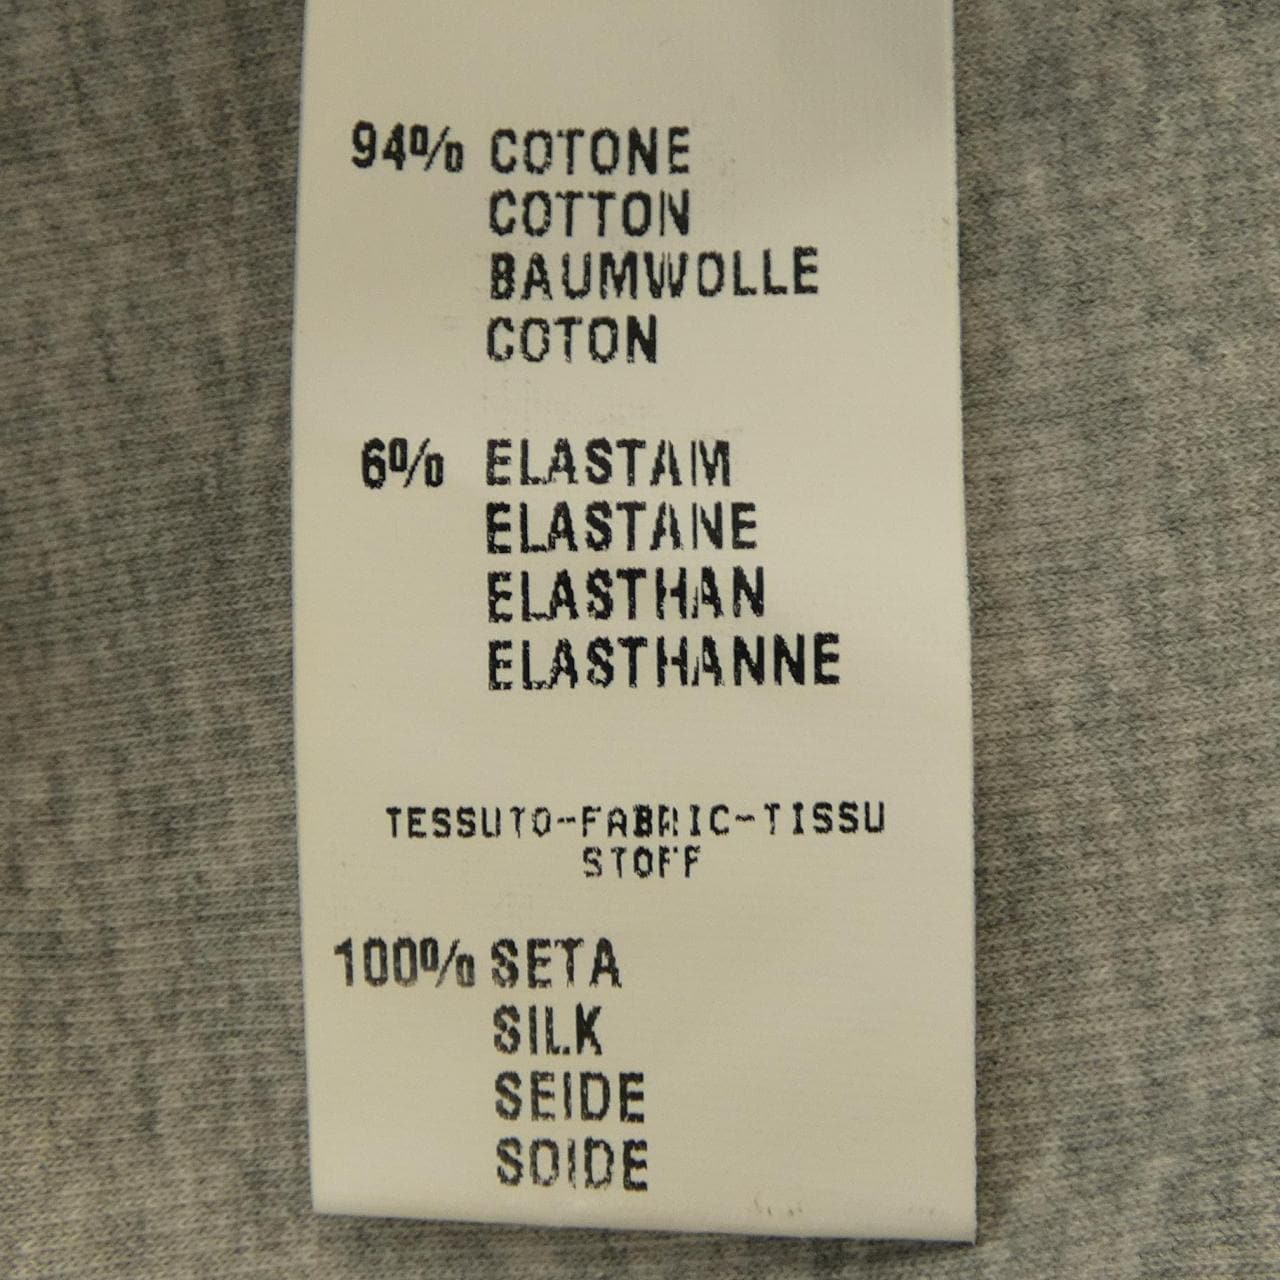 94% COTONE
COTTON
BAUMWOLLE
COTON
6% ELASTAM
ELASTANE
ELASTHAN
ELASTHANNE
TESSUTO-FABRIC-TISSU
STOFF
100% SETA
SILK
SEIDE
SOIDE